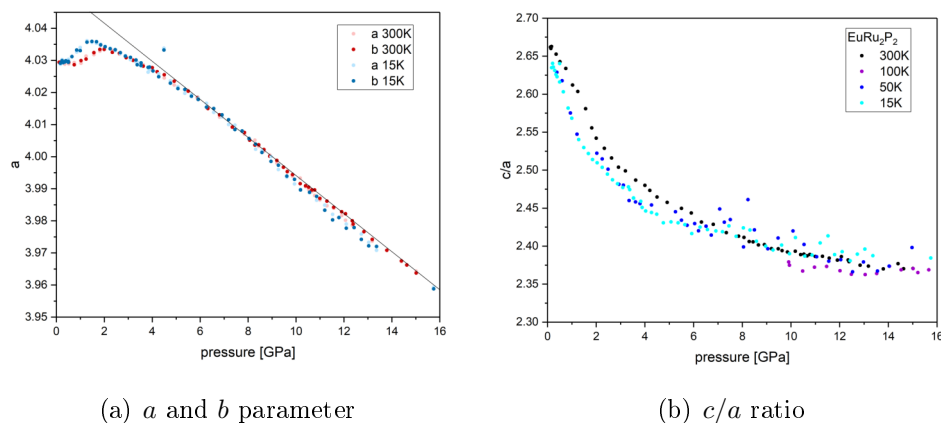 4.04
4.03
4.02
4.01
4.00
3.99
3.98
3.97
3.96
3.95
a
0
2
4
6
8
10
12
14
16
pressure [GPa]
a 300K
b 300K
a 15K
b 15K
(a) a and b parameter
2.70
2.65
2.60
2.55
2.50
2.45
2.40
2.35
2.30
c/a
0
2
4
6
8
10
12
14
16
pressure [GPa]
EuRu₂P₂
300K
100K
50K
15K
(b) c/a ratio